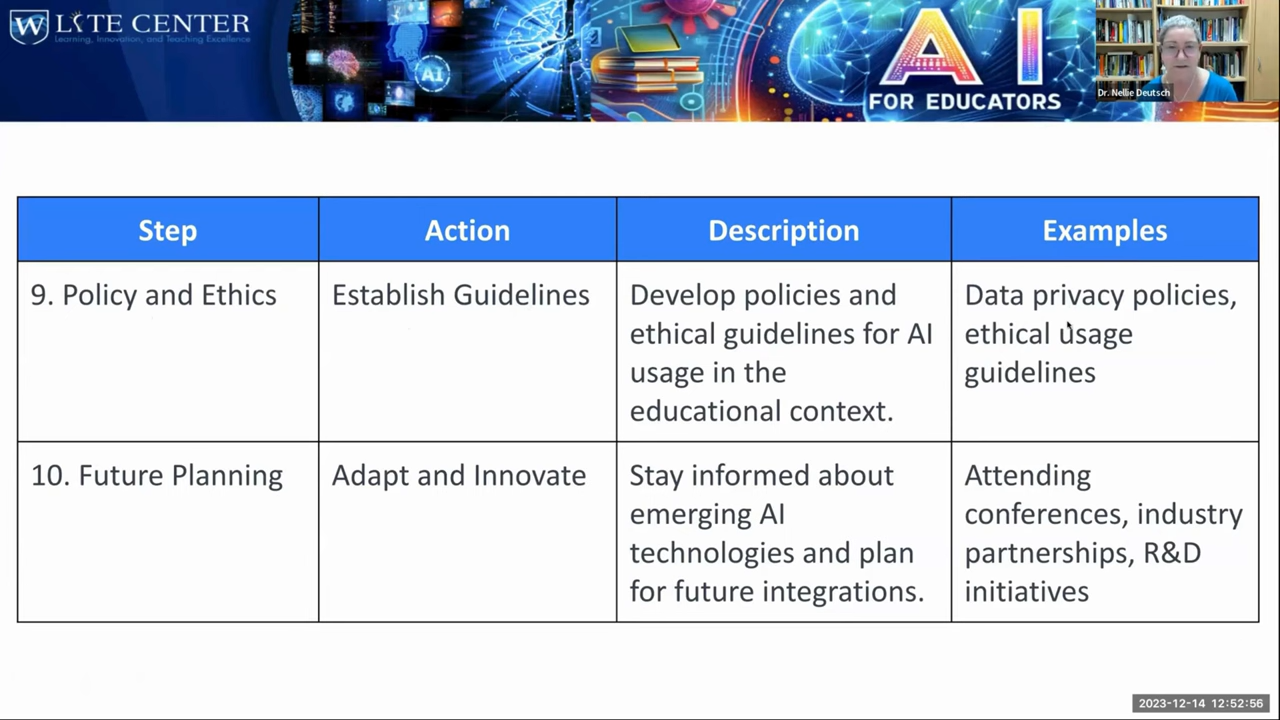 W LITE CENTER
Learning, Innovation, and Teaching Excellence
AI
AI
FOR EDUCATORS
Dr. Nellie Deutsch
Step Action Description Examples
9. Policy and Ethics Establish Guidelines Develop policies and Data privacy policies,
ethical guidelines for AI ethical usage
usage in the guidelines
educational context.
10. Future Planning Adapt and Innovate Stay informed about Attending
emerging AI conferences, industry
technologies and plan partnerships, R&D
for future integrations. initiatives
2023-12-14 12:52:56